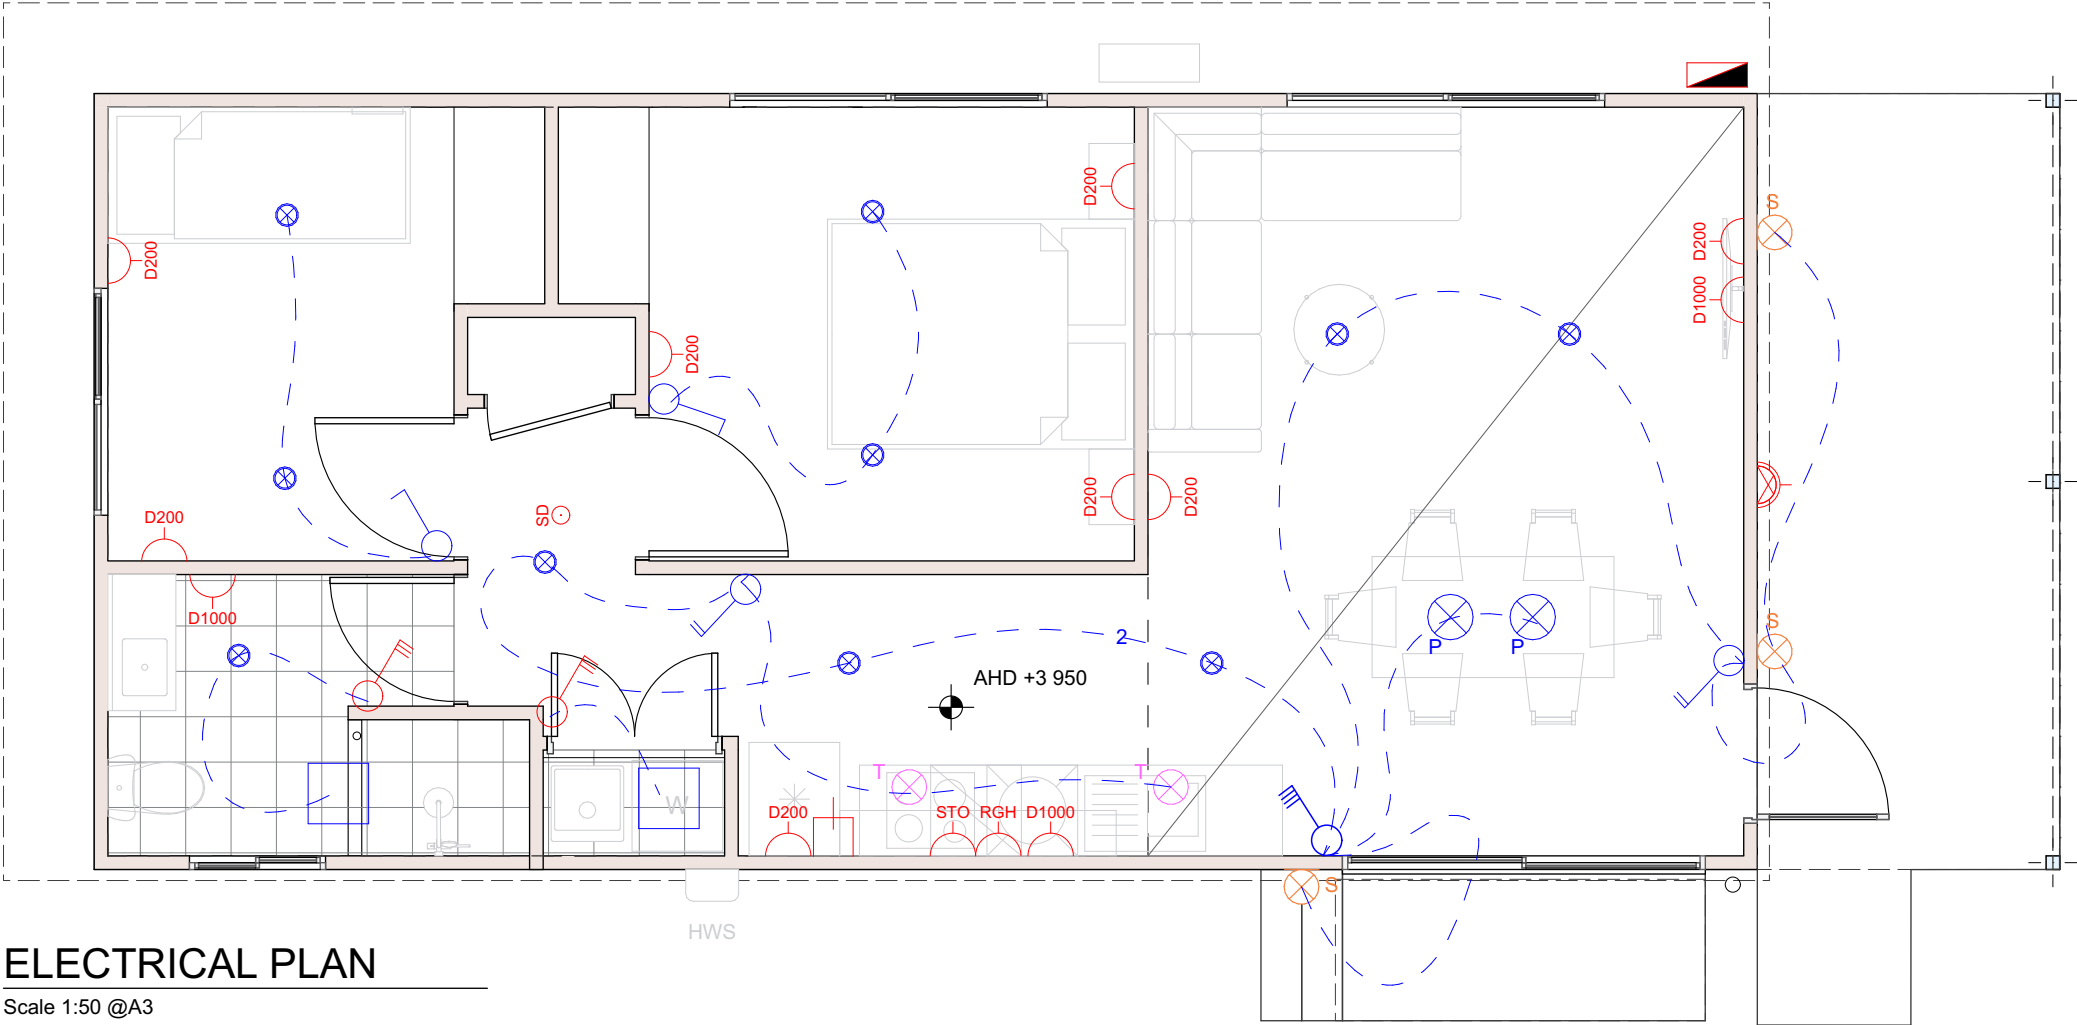 S
D200
D200
D200
D1000
D200
D200
D200
D200
SD
D200
D1000
S
2
P
P
AHD +3 950
T
T
W
D200
STO
RGH
D1000
S
HWS
ELECTRICAL PLAN
Scale 1:50 @A3